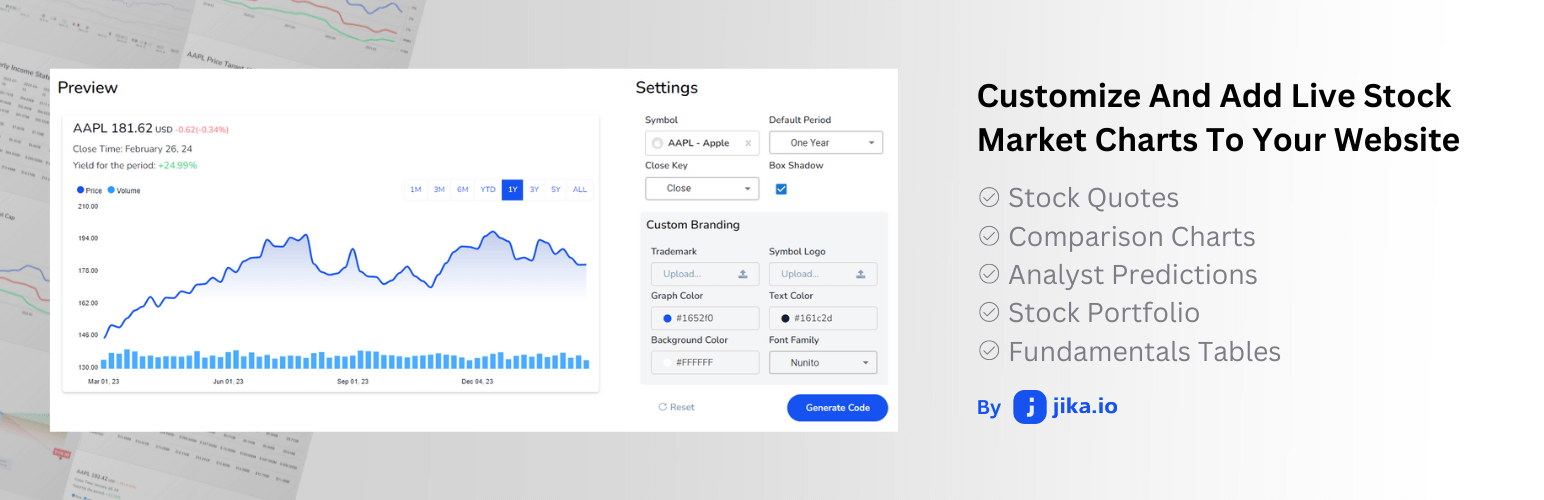 AAPL Price Target
Preview
AAPL 181.62 USD -0.62(-0.34%)
Close Time: February 26, 24
Yield for the period: +24.99%
Price Volume
1M 3M 6M YTD 1Y 3Y 5Y ALL
210.00
194.00
178.00
162.00
146.00
130.00
Mar 01, 23 Jun 01, 23 Sep 01, 23 Dec 04, 23
Settings
Symbol Default Period
AAPL - Apple × One Year
Close Key Box Shadow
Close
Custom Branding
Trademark Symbol Logo
Upload... Upload...
Graph Color Text Color
#1652f0 #161c2d
Background Color Font Family
#FFFFFF Nunito
Reset Generate Code
Customize And Add Live Stock
Market Charts To Your Website
Stock Quotes
Comparison Charts
Analyst Predictions
Stock Portfolio
Fundamentals Tables
By j jika.io